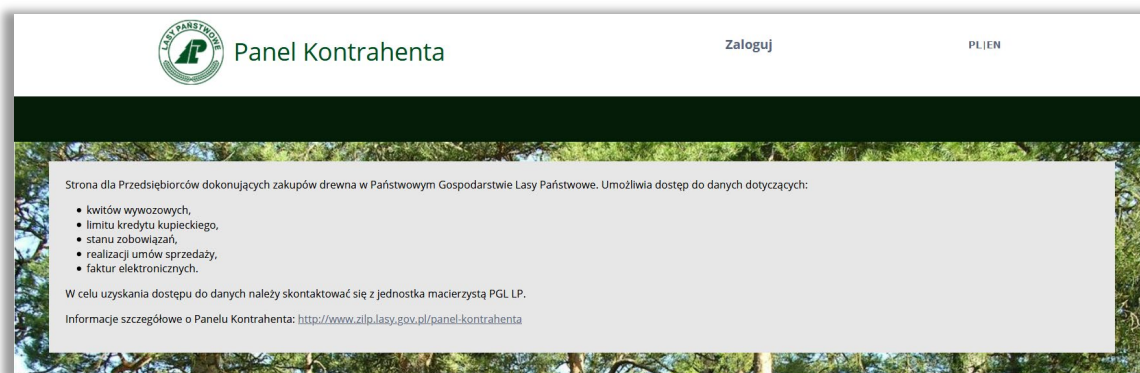 LASY PAŃSTWOWE
Panel Kontrahenta
Zaloguj
PL|EN
Strona dla Przedsiębiorców dokonujących zakupów drewna w Państwowym Gospodarstwie Lasy Państwowe. Umożliwia dostęp do danych dotyczących:
• kwitów wywozowych,
• limitu kredytu kupieckiego,
• stanu zobowiązań,
• realizacji umów sprzedaży,
• faktur elektronicznych.
W celu uzyskania dostępu do danych należy skontaktować się z jednostka macierzystą PGL LP.
Informacje szczegółowe o Panelu Kontrahenta: http://www.zilp.lasy.gov.pl/panel-kontrahenta